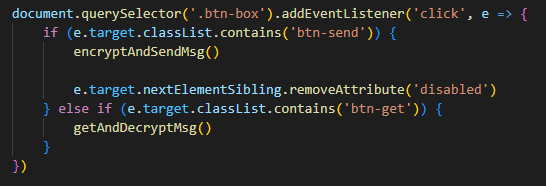 document.querySelector('.btn-box').addEventListener('click', e => {
    if (e.target.classList.contains('btn-send')) {
        encryptAndSendMsg()

        e.target.nextElementSibling.removeAttribute('disabled')
    } else if (e.target.classList.contains('btn-get')) {
        getAndDecryptMsg()
    }
})